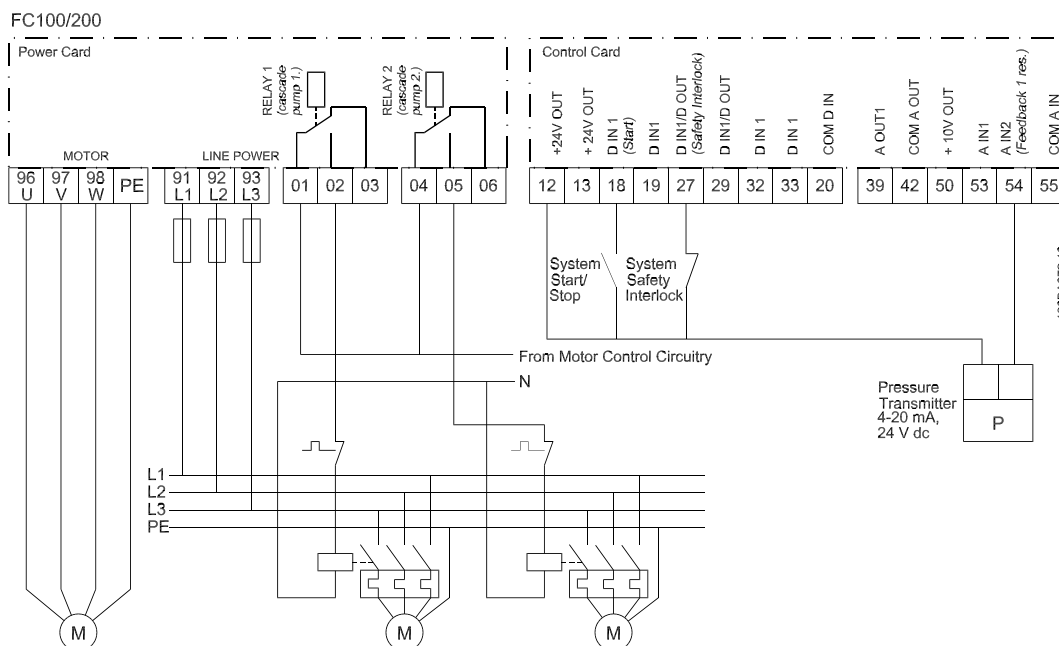 FC100/200
Power Card
Control Card
RELAY 1
(cascade
pump 1.)
RELAY 2
(cascade
pump 2.)
+24V OUT
+ 24V OUT
D IN 1
(Start)
D IN1
D IN1/D OUT
(Safety Interlock)
D IN1/D OUT
D IN 1
D IN 1
COM D IN
A OUT1
COM A OUT
+ 10V OUT
A IN1
A IN2
(Feedback 1 res.)
COM A IN
MOTOR
LINE POWER
96 97 98 PE
U V W
91 92 93
L1 L2 L3
01 02 03
04 05 06
12 13 18 19 27 29 32 33 20
39 42 50 53 54 55
System
Start/
Stop
System
Safety
Interlock
From Motor Control Circuitry
N
Pressure
Transmitter
4-20 mA,
24 V dc
P
L1
L2
L3
PE
M
M
M